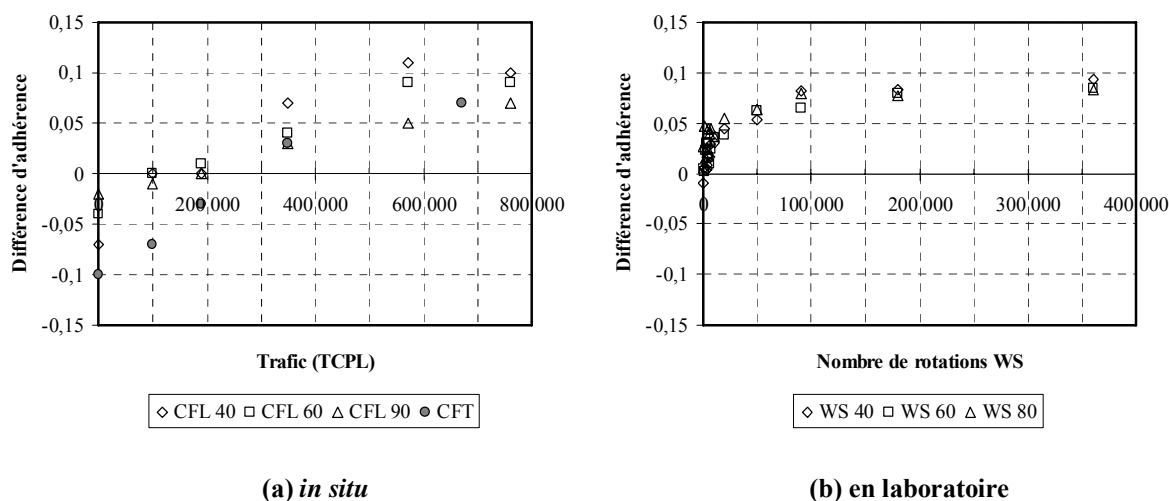 Différence d'adhérence
0,15
0,1
0,05
0
-0,05
-0,1
-0,15
0
200 000
400 000
600 000
800 000
Trafic (TCPL)
CFL 40
CFL 60
CFL 90
CFT
(a) in situ
Différence d'adhérence
0,15
0,1
0,05
0
-0,05
-0,1
-0,15
0
100 000
200 000
300 000
400 000
Nombre de rotations WS
WS 40
WS 60
WS 80
(b) en laboratoire